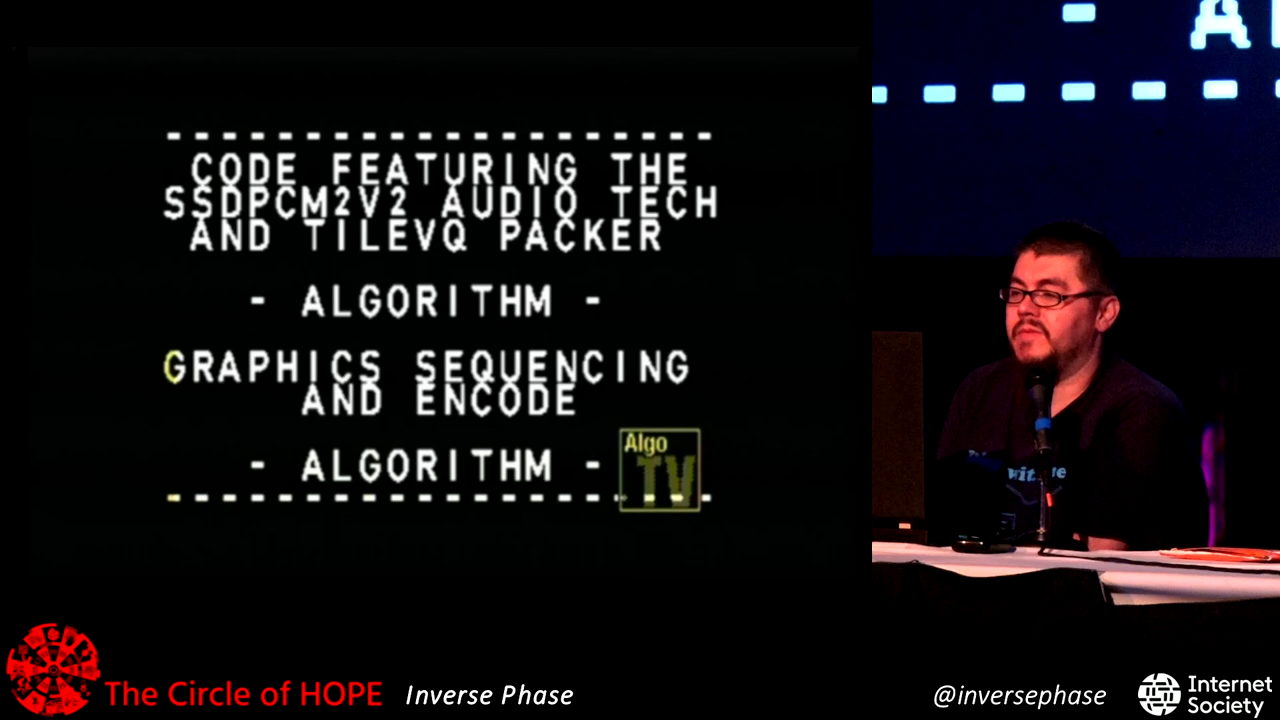 - - - - - - - - - - - - - - - - - - - -
CODE FEATURING THE
SSDPCM2V2 AUDIO TECH
AND TILEVQ PACKER
- ALGORITHM -
GRAPHICS SEQUENCING
AND ENCODE
- ALGORITHM -
- - - - - - - - - - - - - - - - - - - -
Algo
TV
The Circle of HOPE
Inverse Phase
@inversephase
Internet
Society